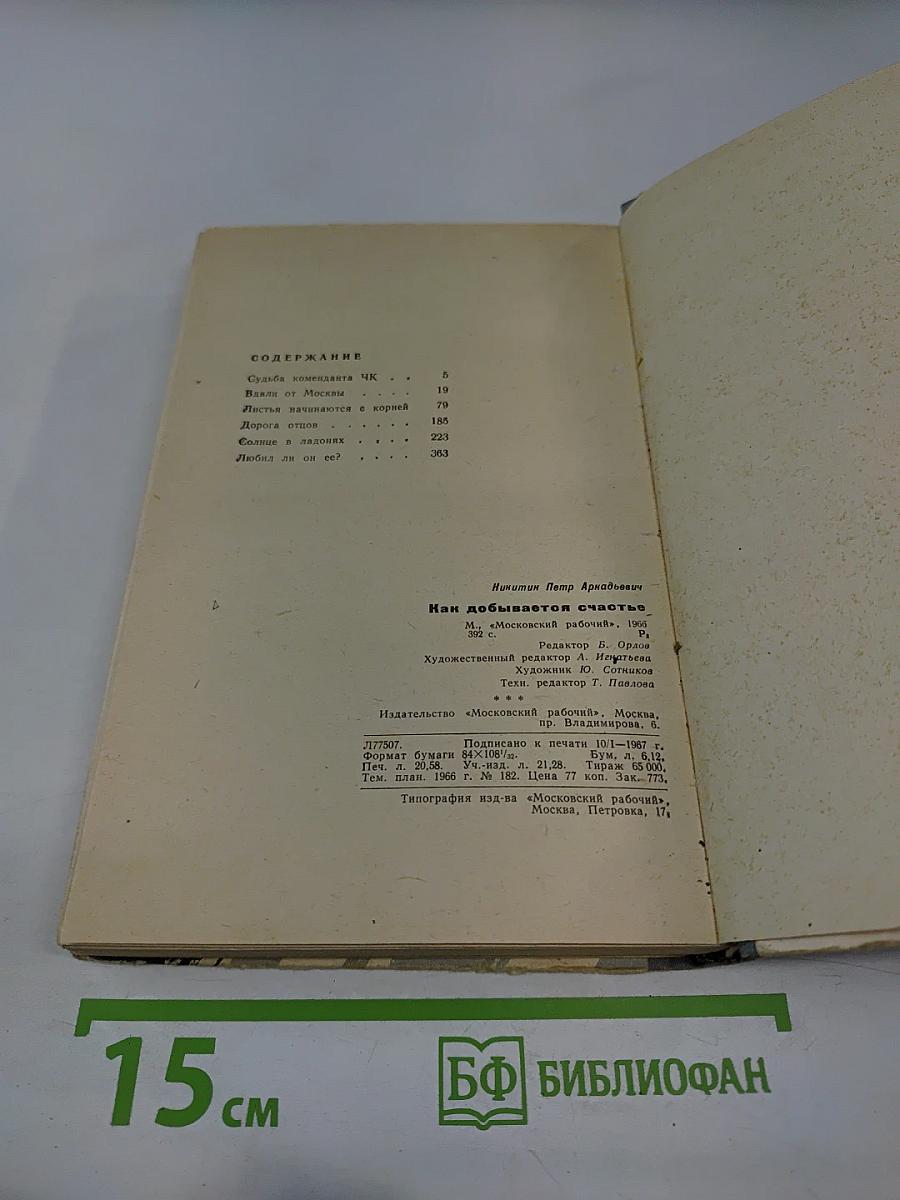 СОДЕРЖАНИЕ
Судьба коменданта ЧК . . 5
Вдали от Москвы . . . . 19
Листья начинаются с корней 79
Дорога отцов . . . . . . 185
Солнце в ладонях . . . . 223
Любил ли он ее? . . . . 363
Никитин Петр Аркадьевич
Как добывается счастье
М., «Московский рабочий», 1966
392 с. Р2
Редактор Б. Орлов
Художественный редактор А. Игнатьева
Художник Ю. Сотников
Техн. редактор Т. Павлова
* * *
Издательство «Московский рабочий», Москва,
пр. Владимирова, 6.
Л77507. Подписано к печати 10/I—1967 г.
Формат бумаги 84×108¹/₃₂. Бум. л. 6,12.
Печ. л. 20,58. Уч.-изд. л. 21,28. Тираж 65 000.
Тем. план. 1966 г. № 182. Цена 77 коп. Зак. 773.
Типография изд-ва «Московский рабочий»,
Москва, Петровка, 17.
15 см
БФ БИБЛИОФАН